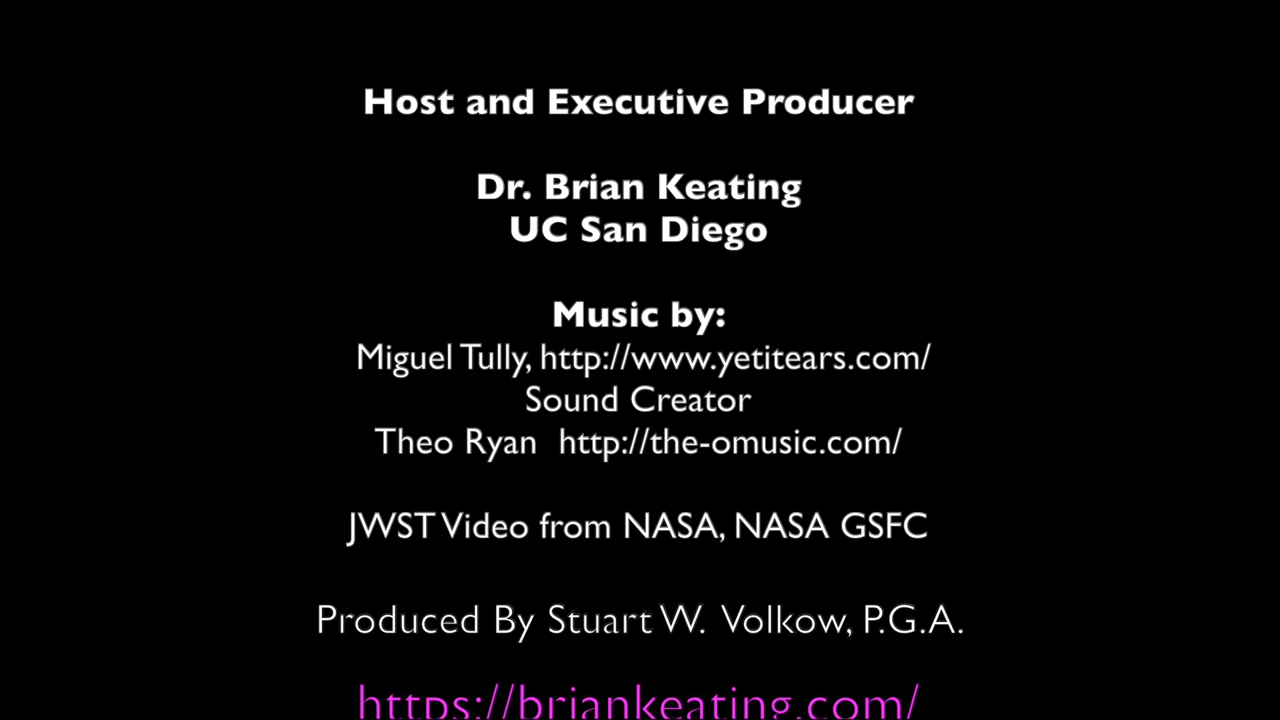 Host and Executive Producer
Dr. Brian Keating
UC San Diego
Music by:
Miguel Tully, http://www.yetitears.com/
Sound Creator
Theo Ryan  http://the-omusic.com/
JWST Video from NASA, NASA GSFC
Produced By Stuart W. Volkow, P.G.A.
https://briankeating.com/